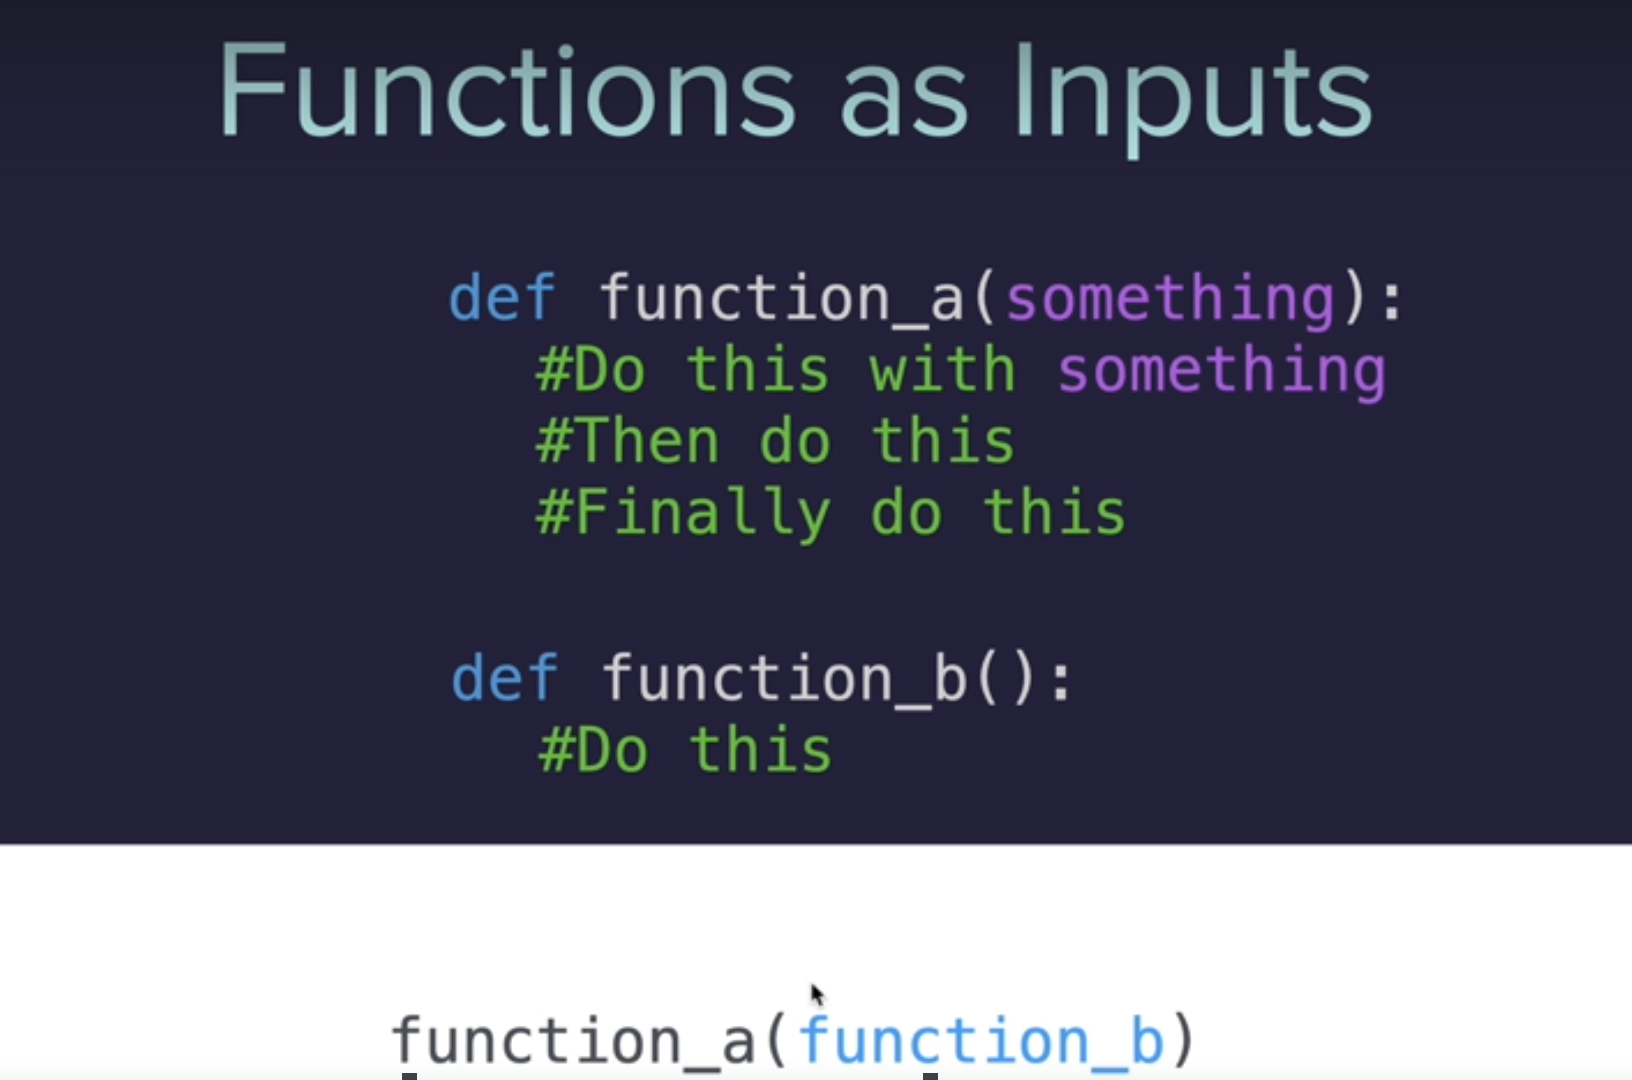 Functions as Inputs
def function_a(something):
#Do this with something
#Then do this
#Finally do this
def function_b():
#Do this
function_a(function_b)